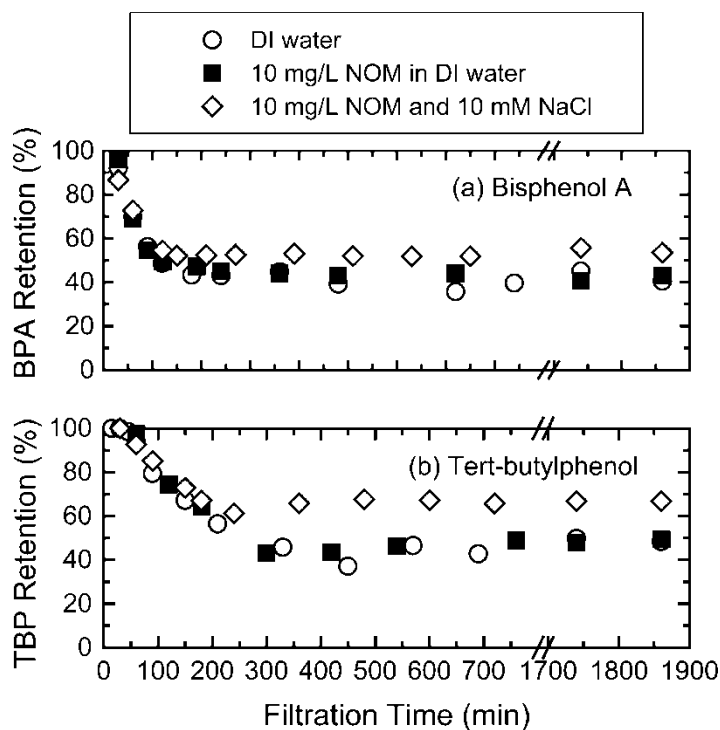 DI water
10 mg/L NOM in DI water
10 mg/L NOM and 10 mM NaCl
100
80
60
40
20
0
BPA Retention (%)
(a) Bisphenol A
100
80
60
40
20
0
TBP Retention (%)
(b) Tert-butylphenol
0 100 200 300 400 500 600 700 1700 1800 1900
Filtration Time (min)